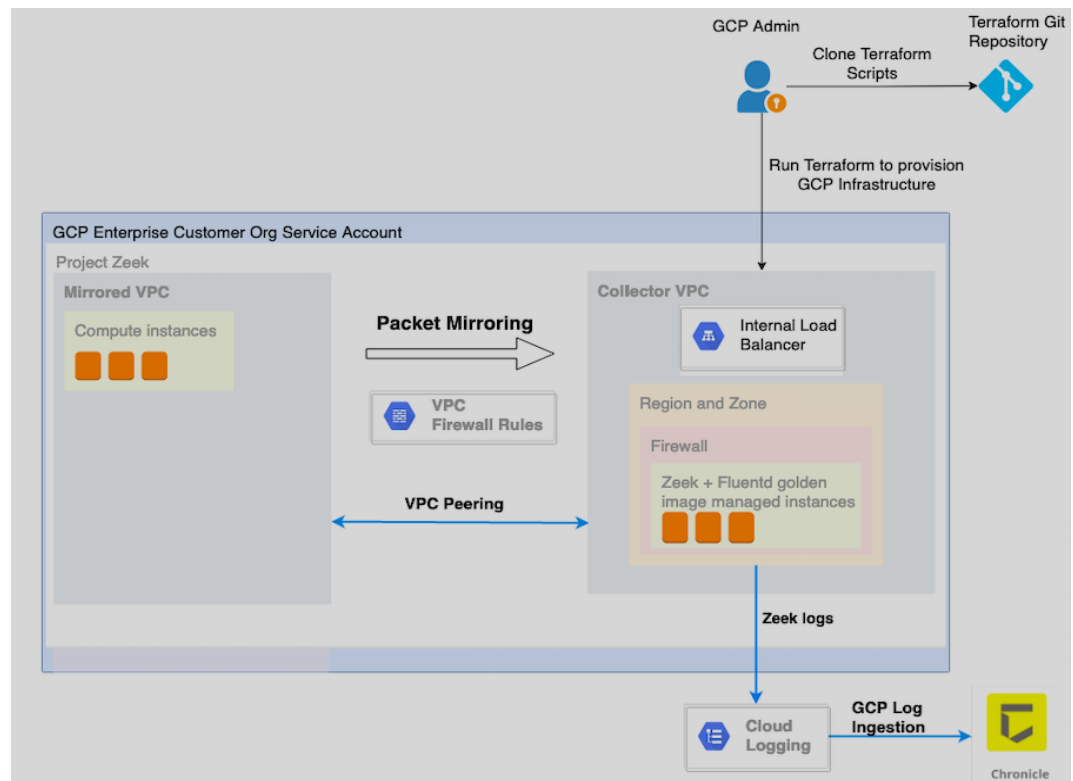 GCP Admin
Terraform Git
Repository
Clone Terraform
Scripts
Run Terraform to provision
GCP Infrastructure
GCP Enterprise Customer Org Service Account
Project Zeek
Mirrored VPC
Compute instances
Packet Mirroring
VPC
Firewall Rules
VPC Peering
Collector VPC
Internal Load
Balancer
Region and Zone
Firewall
Zeek + Fluentd golden
image managed instances
Zeek logs
Cloud
Logging
GCP Log
Ingestion
Chronicle